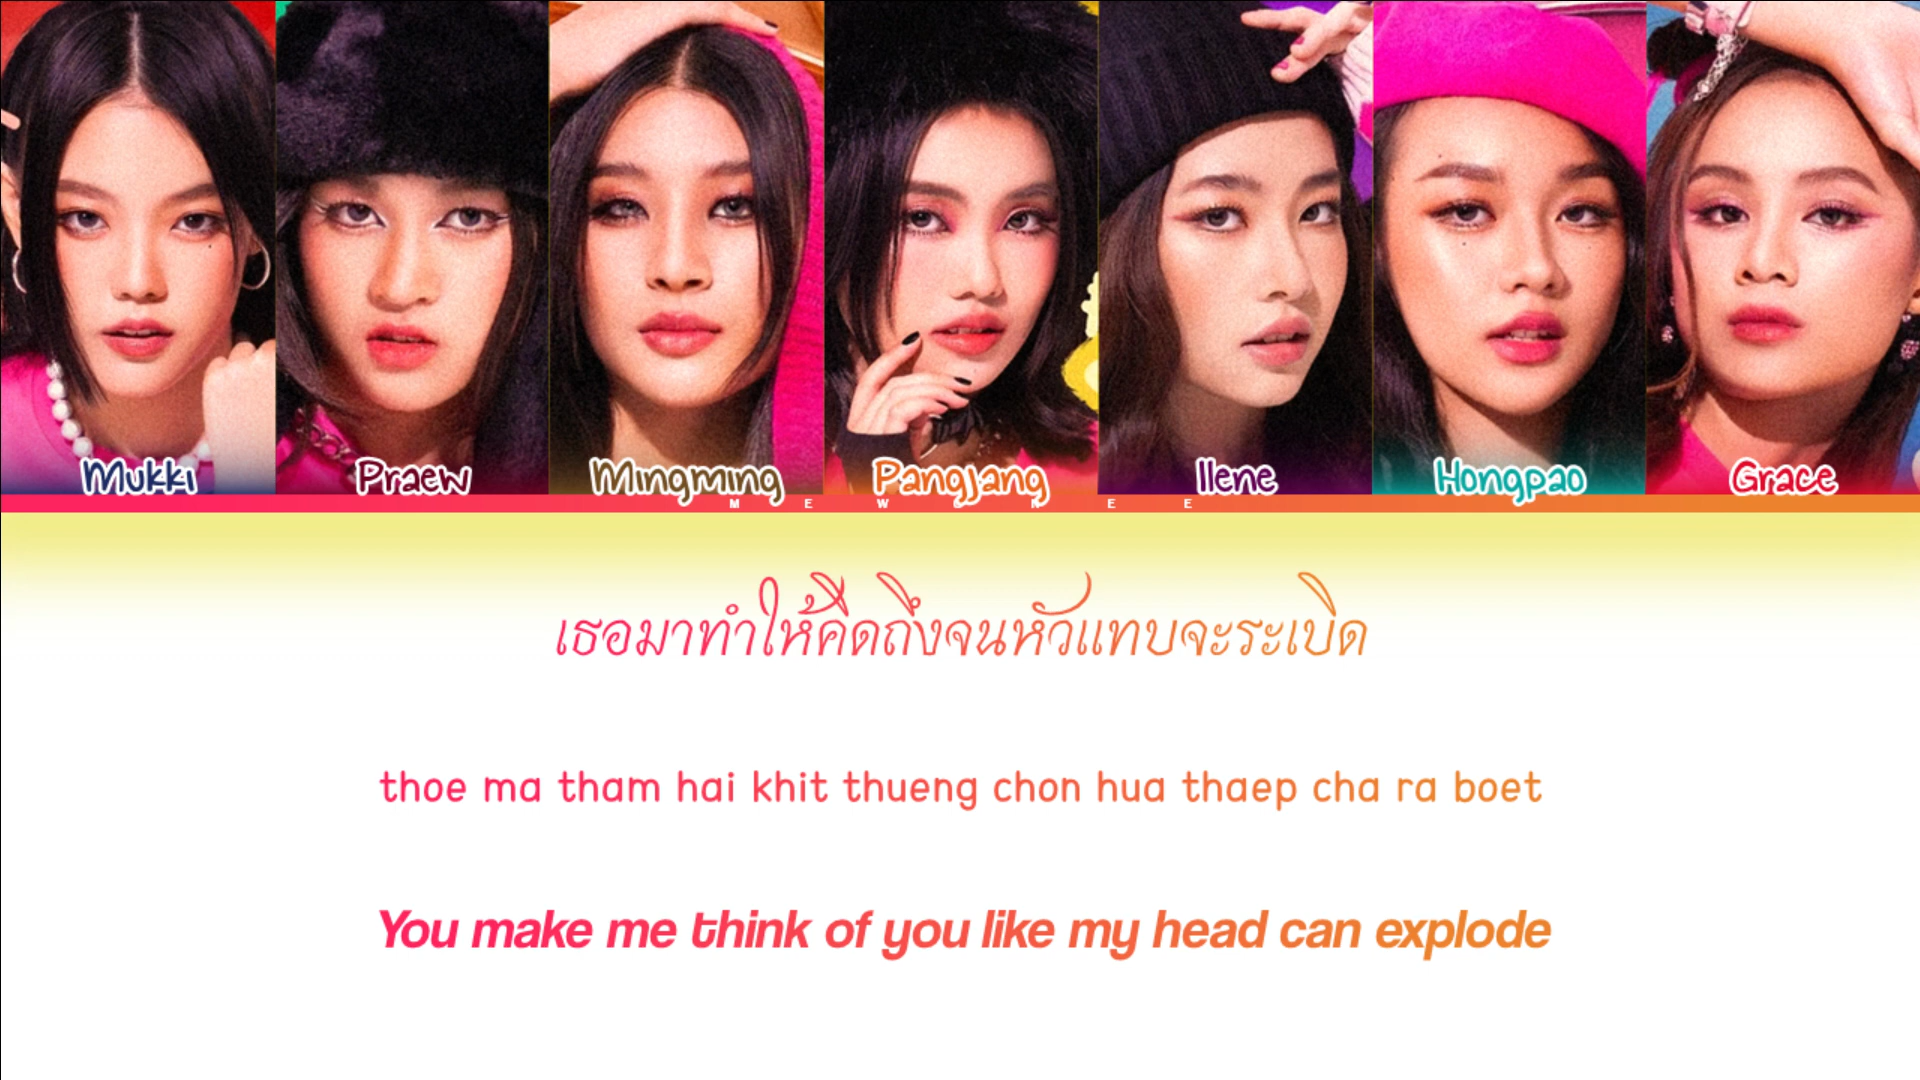 Mukki Praew Mingming Pangjang Ilene Hongpao Grace
เธอมาทำให้คืดถึงจนหัวแทบจะระเบิด
thoe ma tham hai khit thueng chon hua thaep cha ra boet
You make me think of you like my head can explode